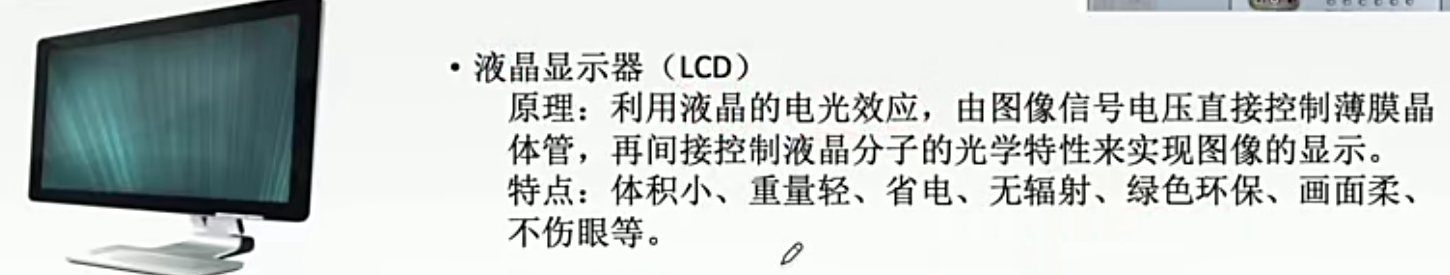 • 液晶显示器（LCD）
原理：利用液晶的电光效应，由图像信号电压直接控制薄膜晶
体管，再间接控制液晶分子的光学特性来实现图像的显示。
特点：体积小、重量轻、省电、无辐射、绿色环保、画面柔、
不伤眼等。